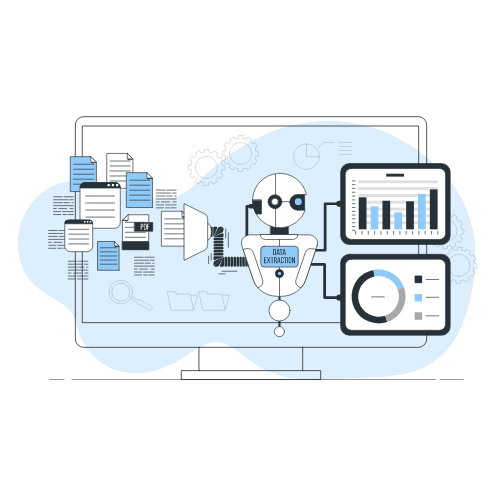 PDF
DATA
EXTRACTION